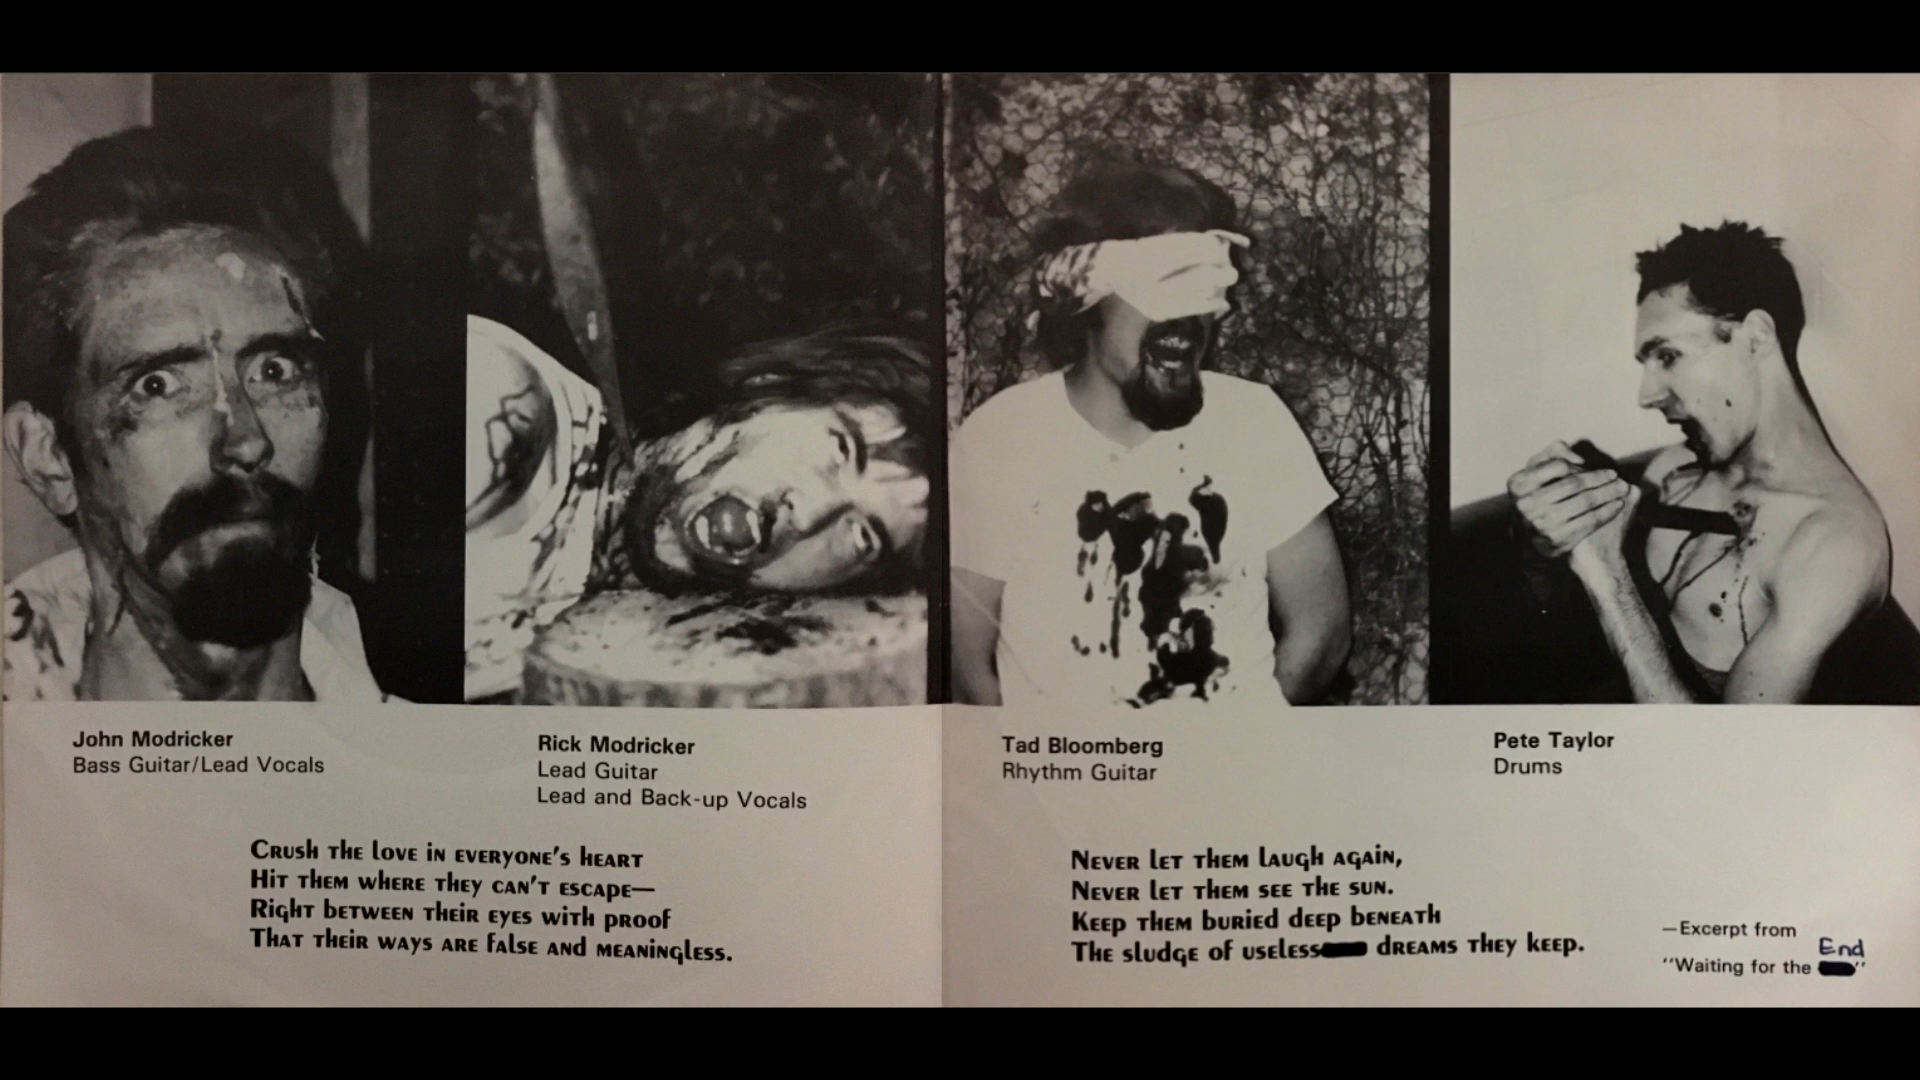 John Modricker
Bass Guitar/Lead Vocals
Rick Modricker
Lead Guitar
Lead and Back-up Vocals
Tad Bloomberg
Rhythm Guitar
Pete Taylor
Drums
Crush the love in everyone's heart
Hit them where they can't escape—
Right between their eyes with proof
That their ways are false and meaningless.
Never let them laugh again,
Never let them see the sun.
Keep them buried deep beneath
The sludge of useless dreams they keep.
—Excerpt from
"Waiting for the End"